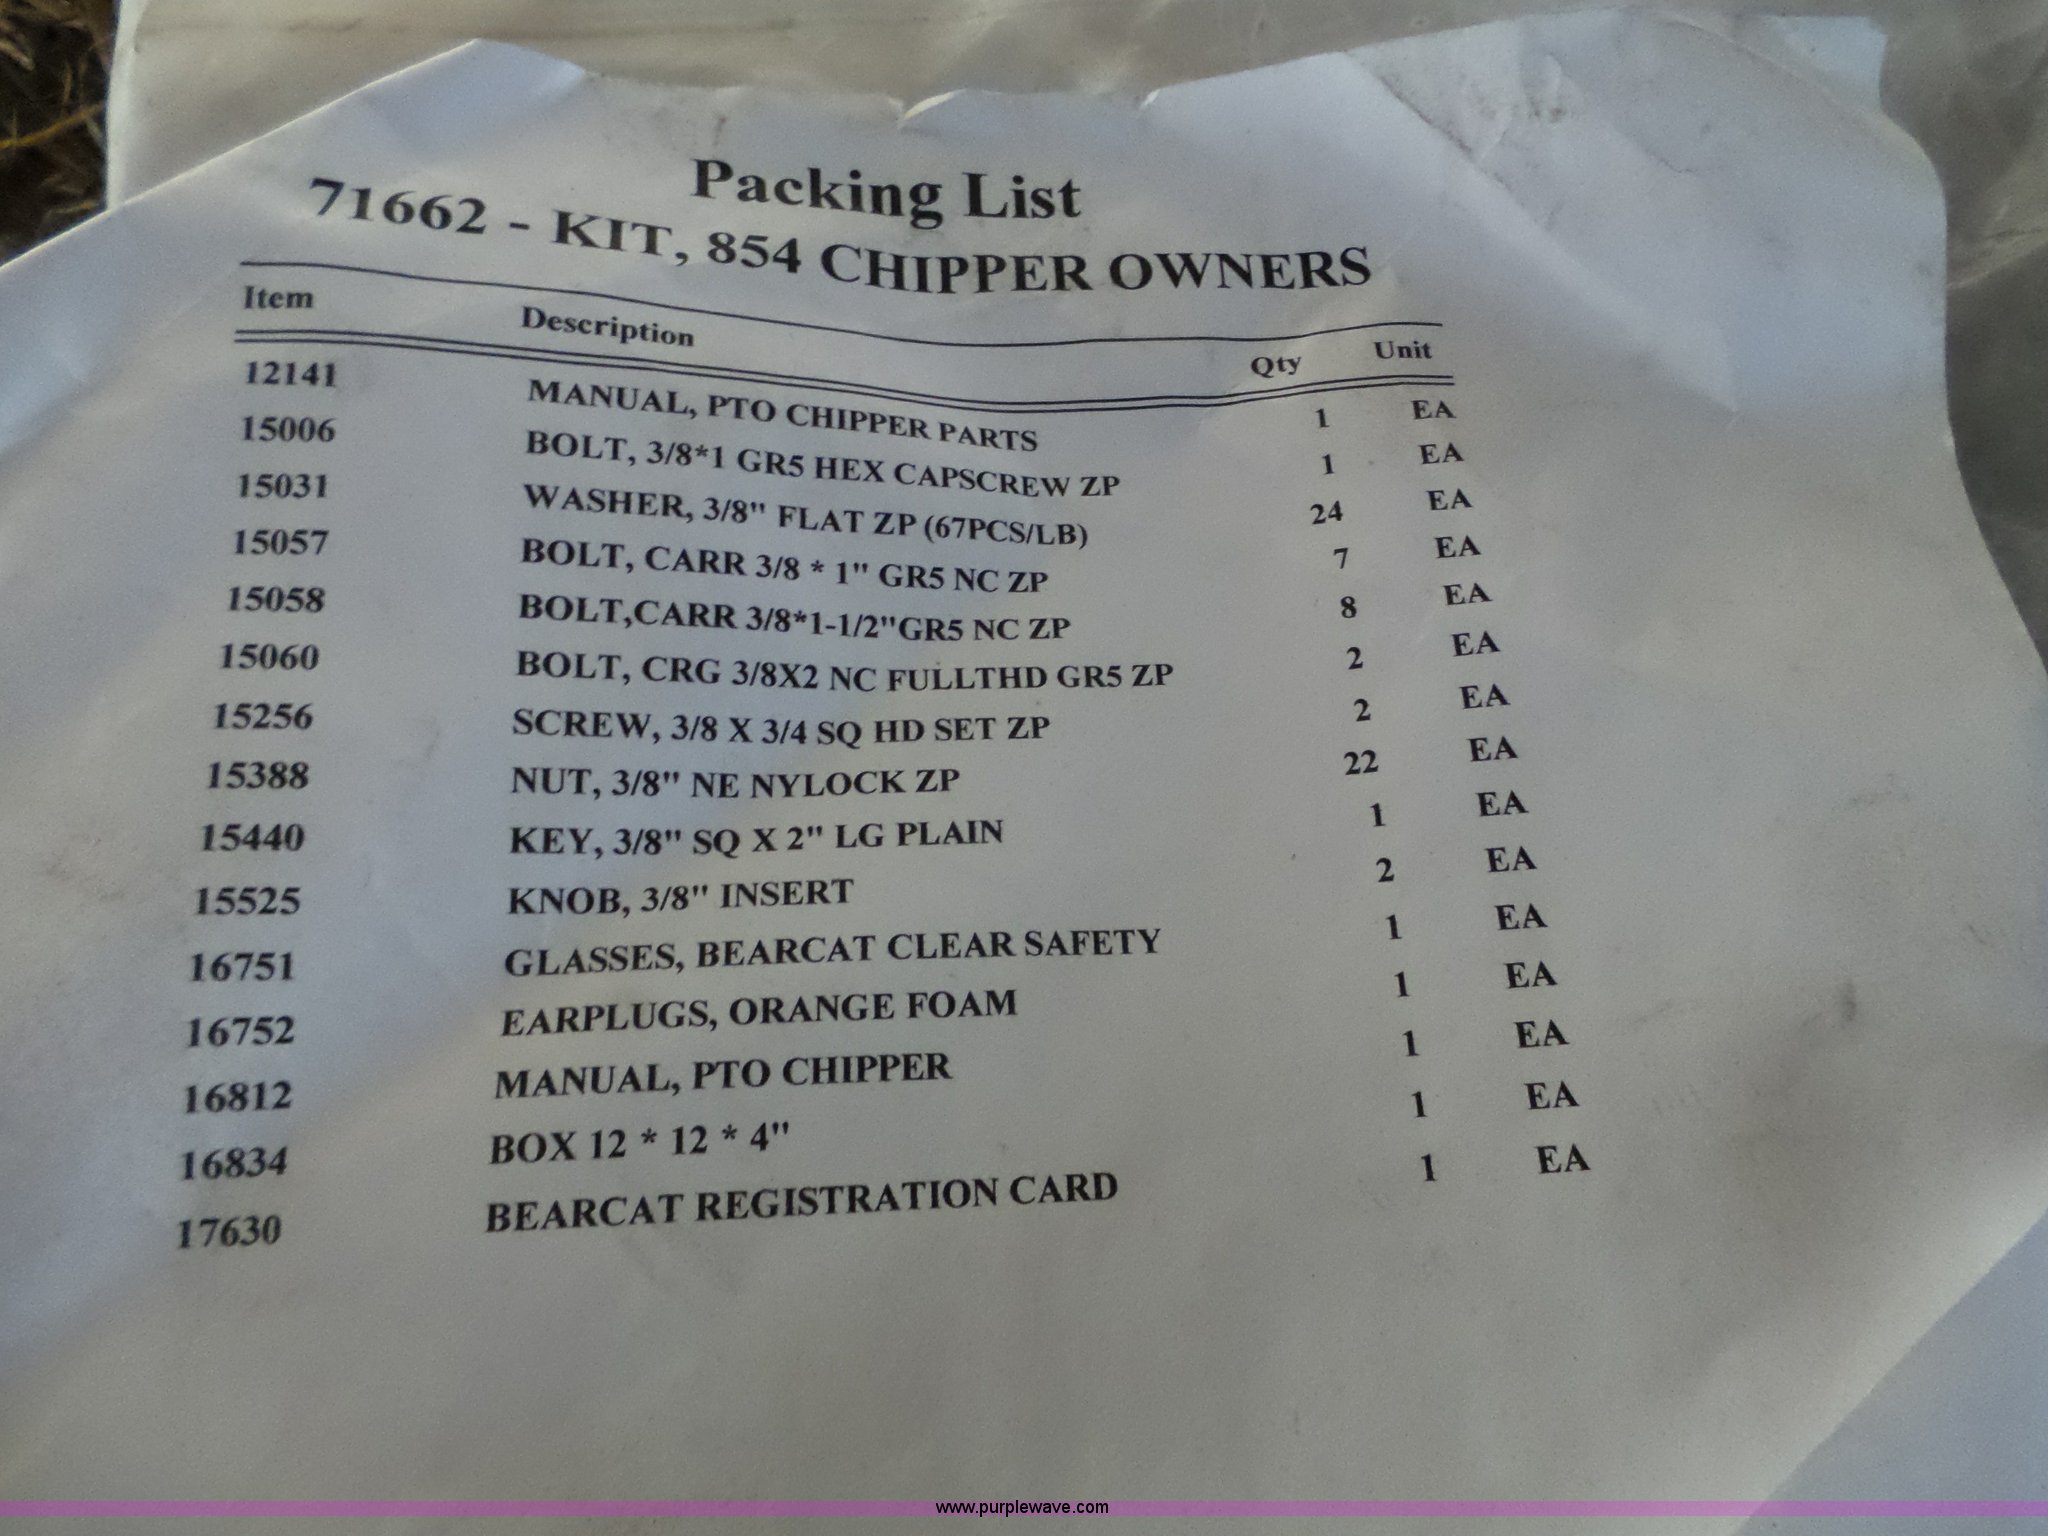 Packing List
71662 - KIT, 854 CHIPPER OWNERS
Item Description Qty Unit
12141 MANUAL, PTO CHIPPER PARTS 1 EA
15006 BOLT, 3/8*1 GR5 HEX CAPSCREW ZP 1 EA
15031 WASHER, 3/8" FLAT ZP (67PCS/LB) 24 EA
15057 BOLT, CARR 3/8 * 1" GR5 NC ZP 7 EA
15058 BOLT,CARR 3/8*1-1/2"GR5 NC ZP 8 EA
15060 BOLT, CRG 3/8X2 NC FULLTHD GR5 ZP 2 EA
15256 SCREW, 3/8 X 3/4 SQ HD SET ZP 2 EA
15388 NUT, 3/8" NE NYLOCK ZP 22 EA
15440 KEY, 3/8" SQ X 2" LG PLAIN 1 EA
15525 KNOB, 3/8" INSERT 2 EA
16751 GLASSES, BEARCAT CLEAR SAFETY 1 EA
16752 EARPLUGS, ORANGE FOAM 1 EA
16812 MANUAL, PTO CHIPPER 1 EA
16834 BOX 12 * 12 * 4" 1 EA
17630 BEARCAT REGISTRATION CARD 1 EA
www.purplewave.com